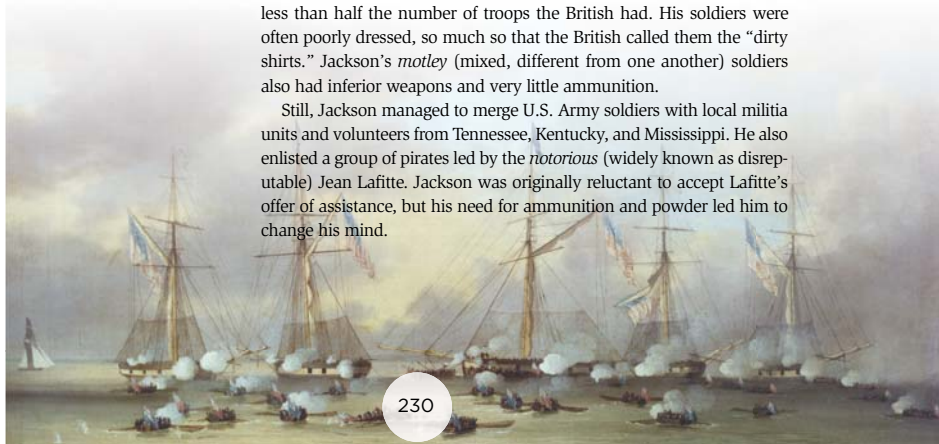 less than half the number of troops the British had. His soldiers were
often poorly dressed, so much so that the British called them the “dirty
shirts.” Jackson’s motley (mixed, different from one another) soldiers
also had inferior weapons and very little ammunition.
Still, Jackson managed to merge U.S. Army soldiers with local militia
units and volunteers from Tennessee, Kentucky, and Mississippi. He also
enlisted a group of pirates led by the notorious (widely known as disrep-
utable) Jean Lafitte. Jackson was originally reluctant to accept Lafitte’s
offer of assistance, but his need for ammunition and powder led him to
change his mind.
230